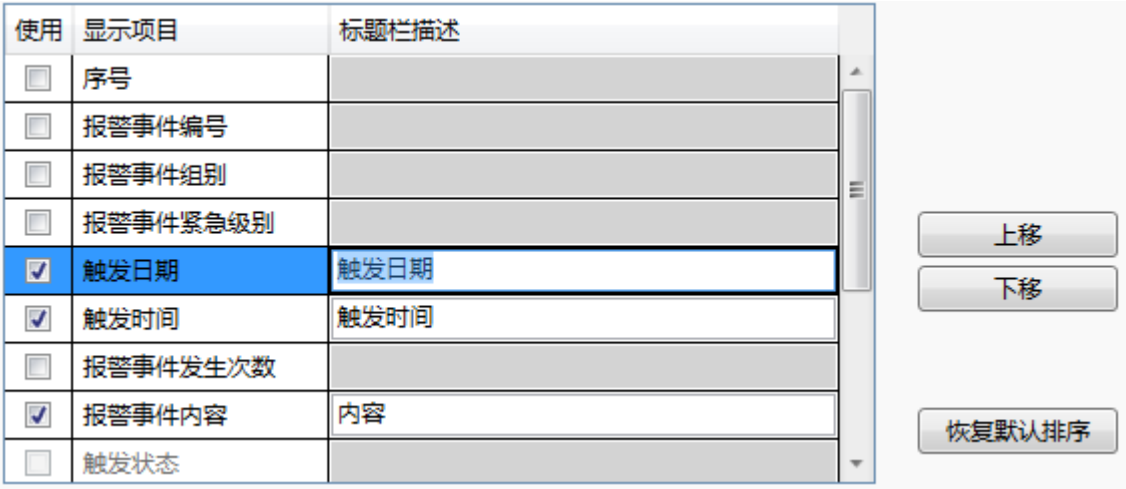 使用 显示项目 标题栏描述
序号
报警事件编号
报警事件组别
报警事件紧急级别
触发日期 触发日期
触发时间 触发时间
报警事件发生次数
报警事件内容 内容
触发状态
上移
下移
恢复默认排序